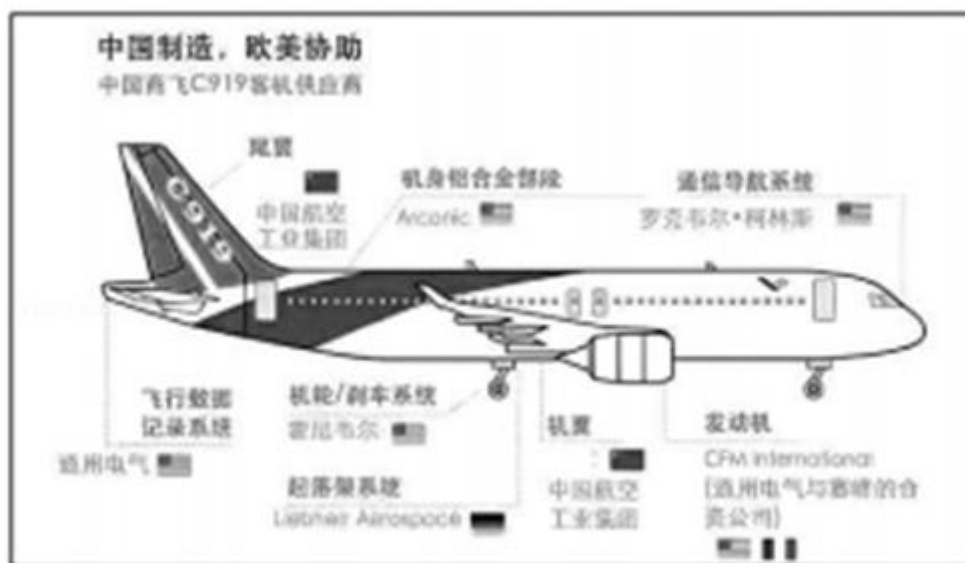 中国制造，欧美协助
中国商飞C919客机供应商
尾翼
中国航空
工业集团
机身铝合金部段
Arconic
通信导航系统
罗克韦尔·柯林斯
C919
飞行数据
记录系统
通用电气
机轮/刹车系统
霍尼韦尔
起落架系统
Liebherr Aerospace
机翼
中国航空
工业集团
发动机
CFM International
(通用电气与赛峰的合
资公司)